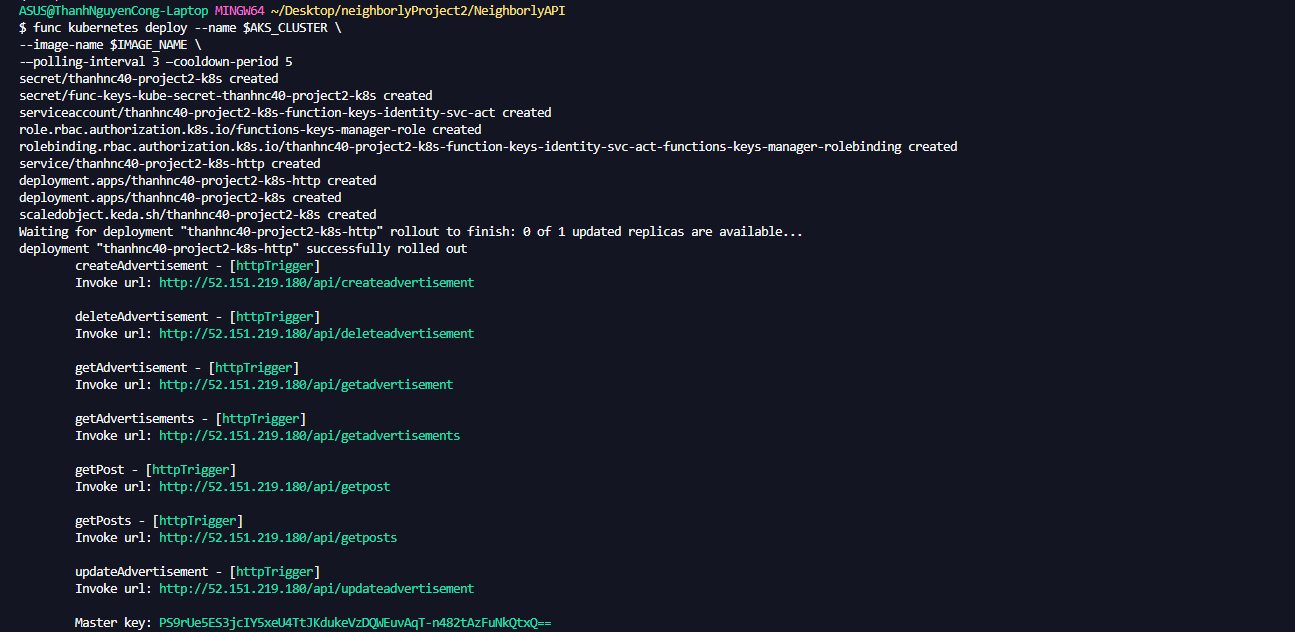 ASUS@ThanhNguyenCong-Laptop MINGW64 ~/Desktop/neighborlyProject2/NeighborlyAPI
$ func kubernetes deploy --name $AKS_CLUSTER \
--image-name $IMAGE_NAME \
--polling-interval 3 —cooldown-period 5
secret/thanhnc40-project2-k8s created
secret/func-keys-kube-secret-thanhnc40-project2-k8s created
serviceaccount/thanhnc40-project2-k8s-function-keys-identity-svc-act created
role.rbac.authorization.k8s.io/functions-keys-manager-role created
rolebinding.rbac.authorization.k8s.io/thanhnc40-project2-k8s-function-keys-identity-svc-act-functions-keys-manager-rolebinding created
service/thanhnc40-project2-k8s-http created
deployment.apps/thanhnc40-project2-k8s-http created
deployment.apps/thanhnc40-project2-k8s created
scaledobject.keda.sh/thanhnc40-project2-k8s created
Waiting for deployment "thanhnc40-project2-k8s-http" rollout to finish: 0 of 1 updated replicas are available...
deployment "thanhnc40-project2-k8s-http" successfully rolled out
createAdvertisement - [httpTrigger]
Invoke url: http://52.151.219.180/api/createadvertisement
deleteAdvertisement - [httpTrigger]
Invoke url: http://52.151.219.180/api/deleteadvertisement
getAdvertisement - [httpTrigger]
Invoke url: http://52.151.219.180/api/getadvertisement
getAdvertisements - [httpTrigger]
Invoke url: http://52.151.219.180/api/getadvertisements
getPost - [httpTrigger]
Invoke url: http://52.151.219.180/api/getpost
getPosts - [httpTrigger]
Invoke url: http://52.151.219.180/api/getposts
updateAdvertisement - [httpTrigger]
Invoke url: http://52.151.219.180/api/updateadvertisement
Master key: PS9rUe5ES3jcIY5xeU4TtJKdukeVzDQWEuvAqT-n482tAzFuNkQtxQ==